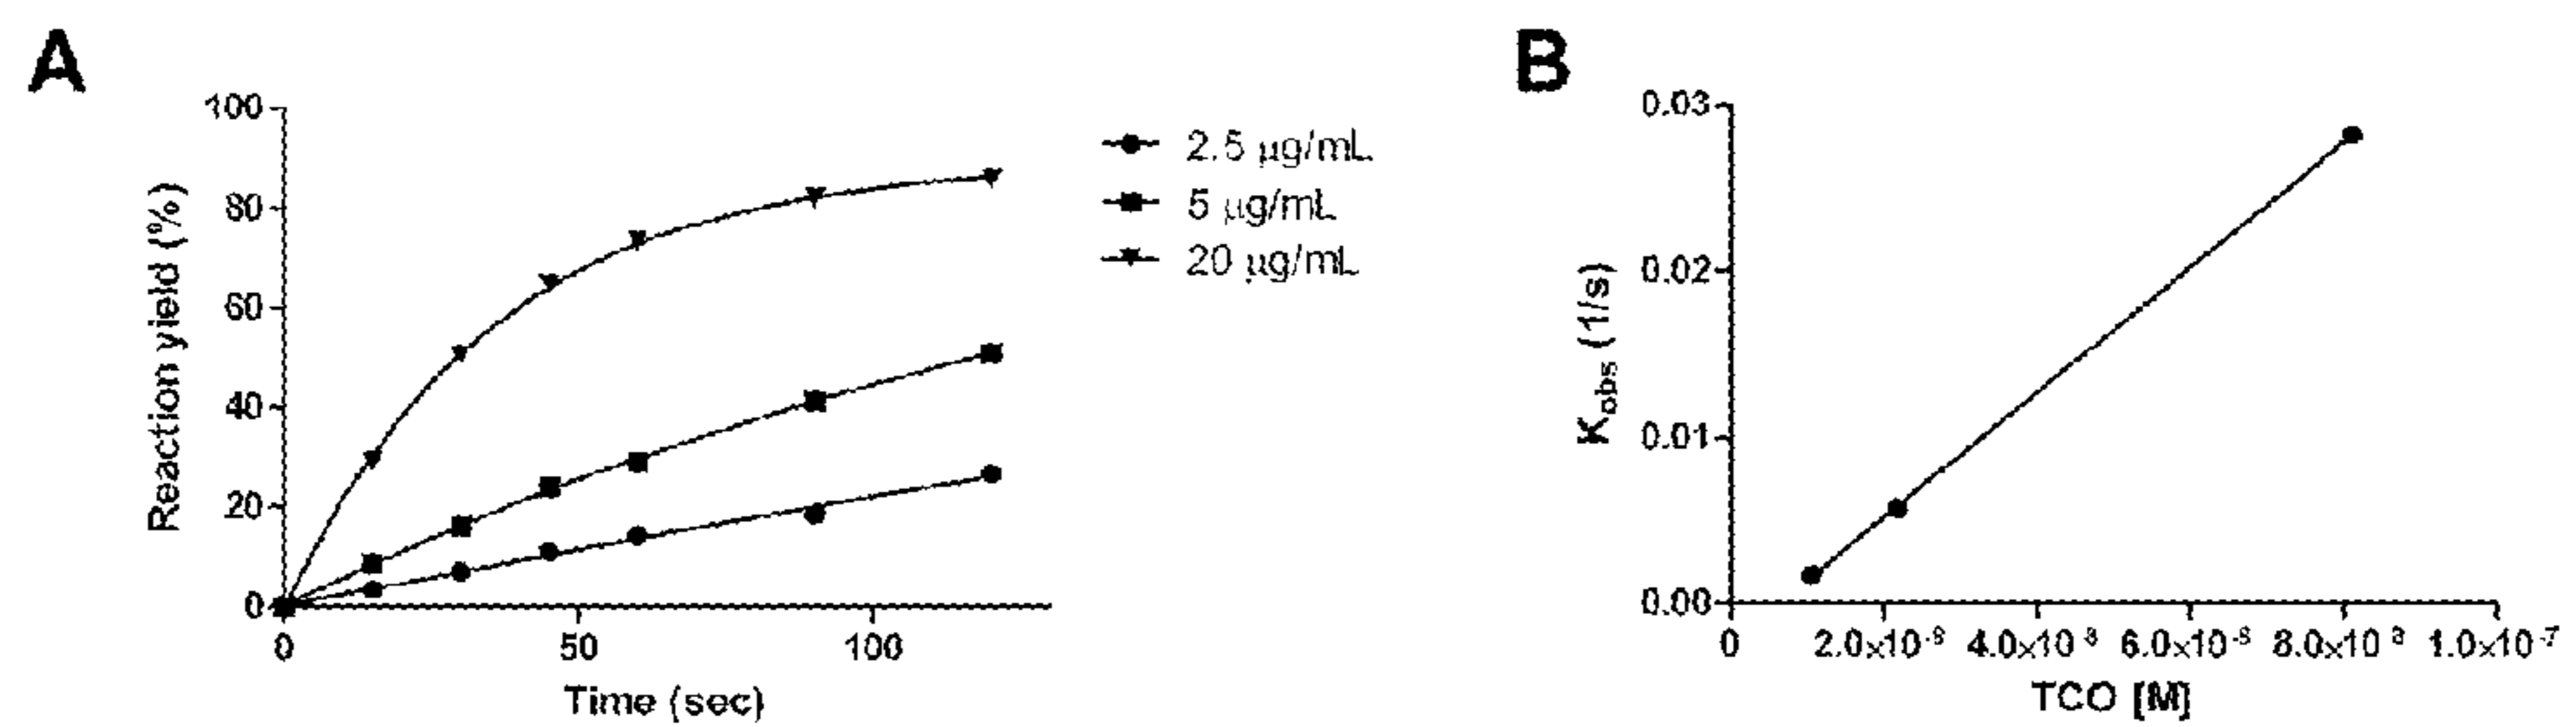 A
100
80
60
40
20
0
Reaction yield (%)
0 50 100
Time (sec)
2.5 µg/mL
5 µg/mL
20 µg/mL
B
0.03
0.02
0.01
0.00
K_obs (1/s)
0 2.0×10⁻⁸ 4.0×10⁻⁸ 6.0×10⁻⁸ 8.0×10⁻⁸ 1.0×10⁻⁷
TCO [M]